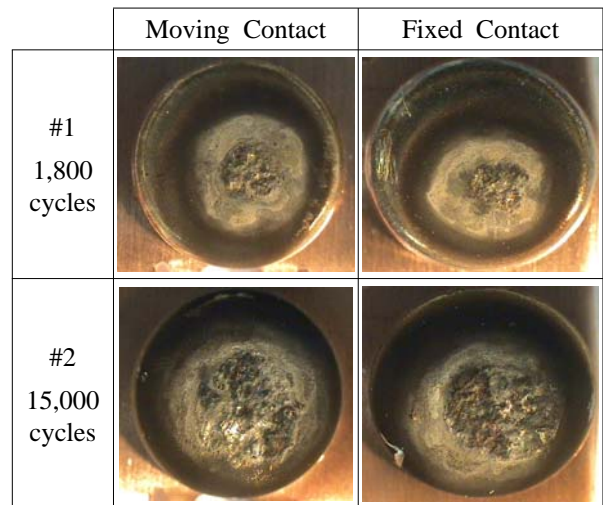 Moving Contact
Fixed Contact
#1
1,800
cycles
#2
15,000
cycles